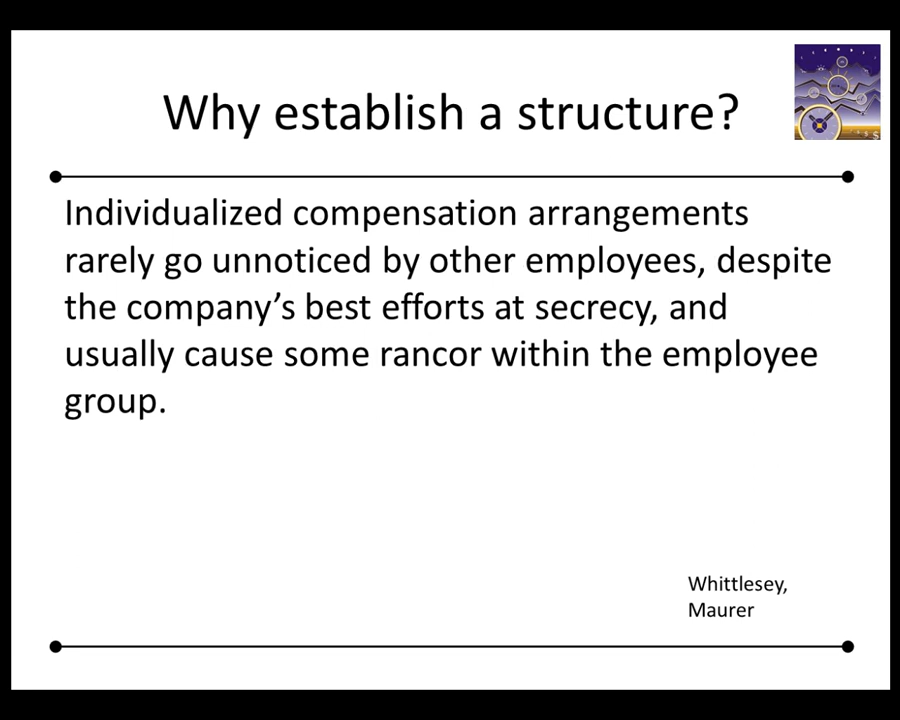 Why establish a structure?
Individualized compensation arrangements
rarely go unnoticed by other employees, despite
the company’s best efforts at secrecy, and
usually cause some rancor within the employee
group.
Whittlesey,
Maurer